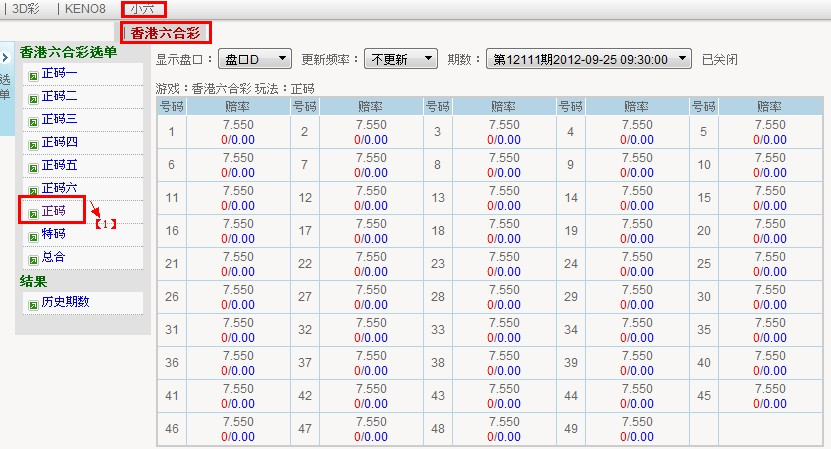 | 3D彩 | KENO8 小六
香港六合彩
选单
香港六合彩选单
正码一
正码二
正码三
正码四
正码五
正码六
正码
【1】
特码
总合
结果
历史期数
显示盘口： 盘口D 更新频率： 不更新 期数： 第12111期2012-09-25 09:30:00 已关闭
游戏：香港六合彩 玩法：正码
号码 赔率 号码 赔率 号码 赔率 号码 赔率 号码 赔率
1 7.550 2 7.550 3 7.550 4 7.550 5 7.550
0/0.00 0/0.00 0/0.00 0/0.00 0/0.00
6 7.550 7 7.550 8 7.550 9 7.550 10 7.550
0/0.00 0/0.00 0/0.00 0/0.00 0/0.00
11 7.550 12 7.550 13 7.550 14 7.550 15 7.550
0/0.00 0/0.00 0/0.00 0/0.00 0/0.00
16 7.550 17 7.550 18 7.550 19 7.550 20 7.550
0/0.00 0/0.00 0/0.00 0/0.00 0/0.00
21 7.550 22 7.550 23 7.550 24 7.550 25 7.550
0/0.00 0/0.00 0/0.00 0/0.00 0/0.00
26 7.550 27 7.550 28 7.550 29 7.550 30 7.550
0/0.00 0/0.00 0/0.00 0/0.00 0/0.00
31 7.550 32 7.550 33 7.550 34 7.550 35 7.550
0/0.00 0/0.00 0/0.00 0/0.00 0/0.00
36 7.550 37 7.550 38 7.550 39 7.550 40 7.550
0/0.00 0/0.00 0/0.00 0/0.00 0/0.00
41 7.550 42 7.550 43 7.550 44 7.550 45 7.550
0/0.00 0/0.00 0/0.00 0/0.00 0/0.00
46 7.550 47 7.550 48 7.550 49 7.550
0/0.00 0/0.00 0/0.00 0/0.00